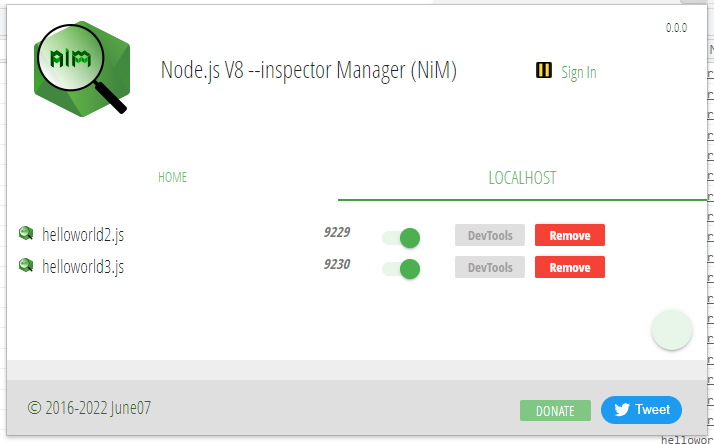 0.0.0
NiM
Node.js V8 --inspector Manager (NiM)
Sign In
HOME
LOCALHOST
helloworld2.js 9229 DevTools Remove
helloworld3.js 9230 DevTools Remove
© 2016-2022 June07
DONATE
Tweet
hellowor